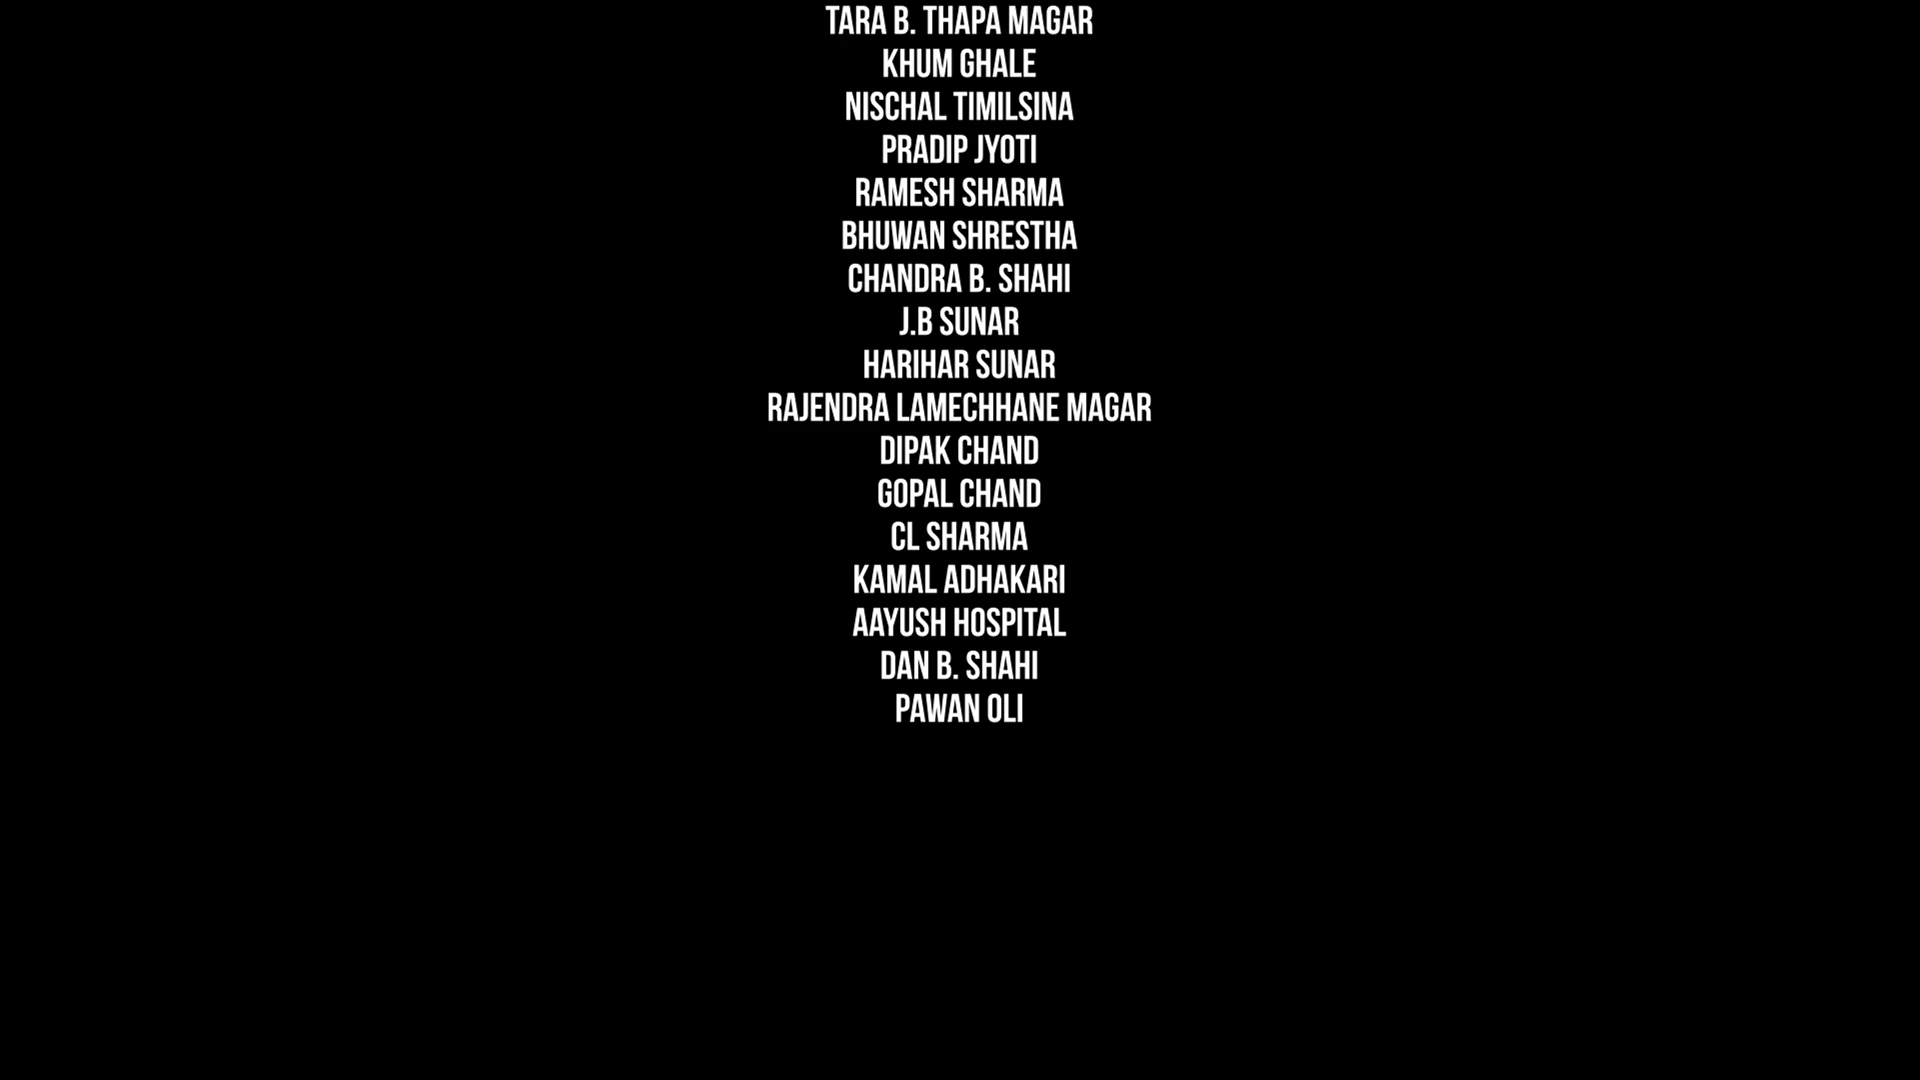 TARA B. THAPA MAGAR
KHUM GHALE
NISCHAL TIMILSINA
PRADIP JYOTI
RAMESH SHARMA
BHUWAN SHRESTHA
CHANDRA B. SHAHI
J.B SUNAR
HARIHAR SUNAR
RAJENDRA LAMECHHANE MAGAR
DIPAK CHAND
GOPAL CHAND
CL SHARMA
KAMAL ADHAKARI
AAYUSH HOSPITAL
DAN B. SHAHI
PAWAN OLI